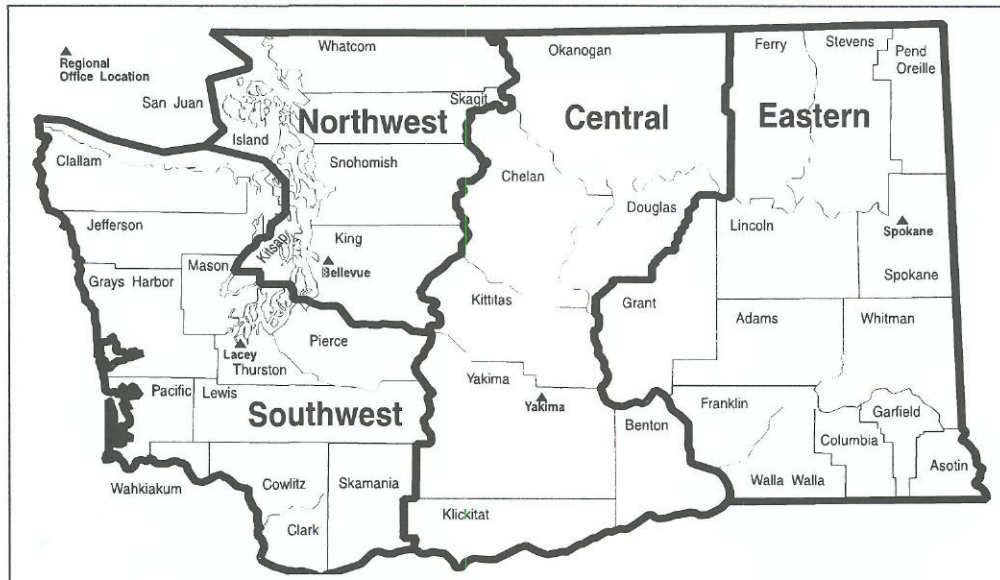 Regional
Office Location
San Juan
Whatcom
Skagit
Northwest
Island
Snohomish
King
Kitsap
Bellevue
Okanogan
Central
Chelan
Douglas
Kittitas
Yakima
Yakima
Benton
Klickitat
Ferry
Stevens
Pend
Oreille
Eastern
Lincoln
Spokane
Spokane
Grant
Adams
Whitman
Franklin
Garfield
Columbia
Walla Walla
Asotin
Clallam
Jefferson
Mason
Grays Harbor
Lacey
Thurston
Pierce
Pacific
Lewis
Southwest
Wahkiakum
Cowlitz
Skamania
Clark